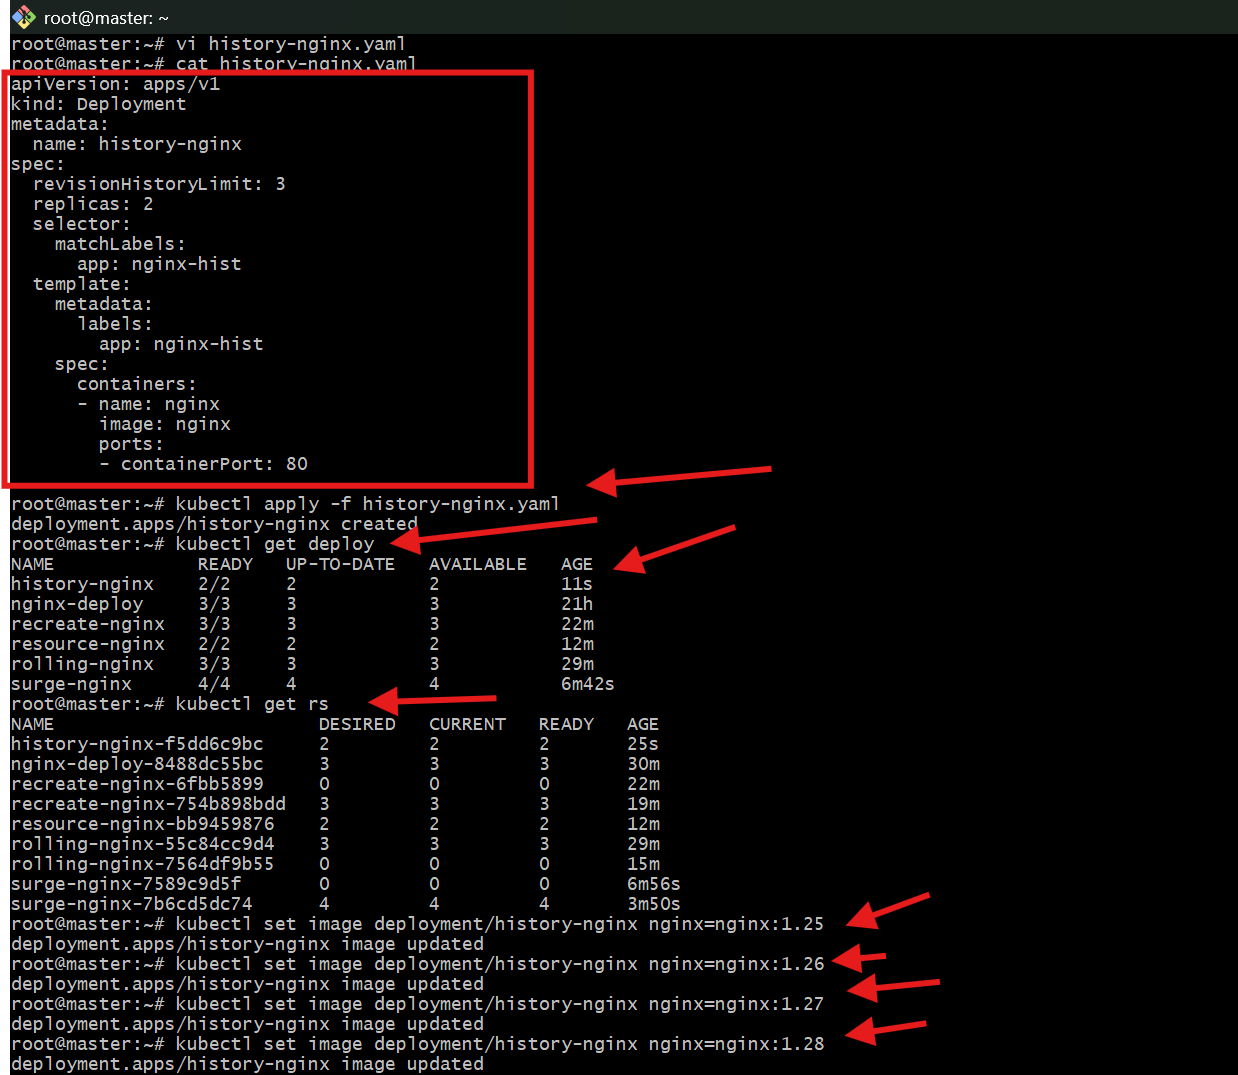 root@master: ~
root@master:~# vi history-nginx.yaml
root@master:~# cat history-nginx.yaml
apiVersion: apps/v1
kind: Deployment
metadata:
  name: history-nginx
spec:
  revisionHistoryLimit: 3
  replicas: 2
  selector:
    matchLabels:
      app: nginx-hist
  template:
    metadata:
      labels:
        app: nginx-hist
    spec:
      containers:
      - name: nginx
        image: nginx
        ports:
        - containerPort: 80
root@master:~# kubectl apply -f history-nginx.yaml
deployment.apps/history-nginx created
root@master:~# kubectl get deploy
NAME             READY   UP-TO-DATE   AVAILABLE   AGE
history-nginx    2/2     2            2           11s
nginx-deploy     3/3     3            3           21h
recreate-nginx   3/3     3            3           22m
resource-nginx   2/2     2            2           12m
rolling-nginx    3/3     3            3           29m
surge-nginx      4/4     4            4           6m42s
root@master:~# kubectl get rs
NAME                        DESIRED   CURRENT   READY   AGE
history-nginx-f5dd6c9bc     2         2         2       25s
nginx-deploy-8488dc55bc     3         3         3       30m
recreate-nginx-6fbb5899     0         0         0       22m
recreate-nginx-754b898bdd   3         3         3       19m
resource-nginx-bb9459876    2         2         2       12m
rolling-nginx-55c84cc9d4    3         3         3       29m
rolling-nginx-7564df9b55    0         0         0       15m
surge-nginx-7589c9d5f       0         0         0       6m56s
surge-nginx-7b6cd5dc74      4         4         4       3m50s
root@master:~# kubectl set image deployment/history-nginx nginx=nginx:1.25
deployment.apps/history-nginx image updated
root@master:~# kubectl set image deployment/history-nginx nginx=nginx:1.26
deployment.apps/history-nginx image updated
root@master:~# kubectl set image deployment/history-nginx nginx=nginx:1.27
deployment.apps/history-nginx image updated
root@master:~# kubectl set image deployment/history-nginx nginx=nginx:1.28
deployment.apps/history-nginx image updated